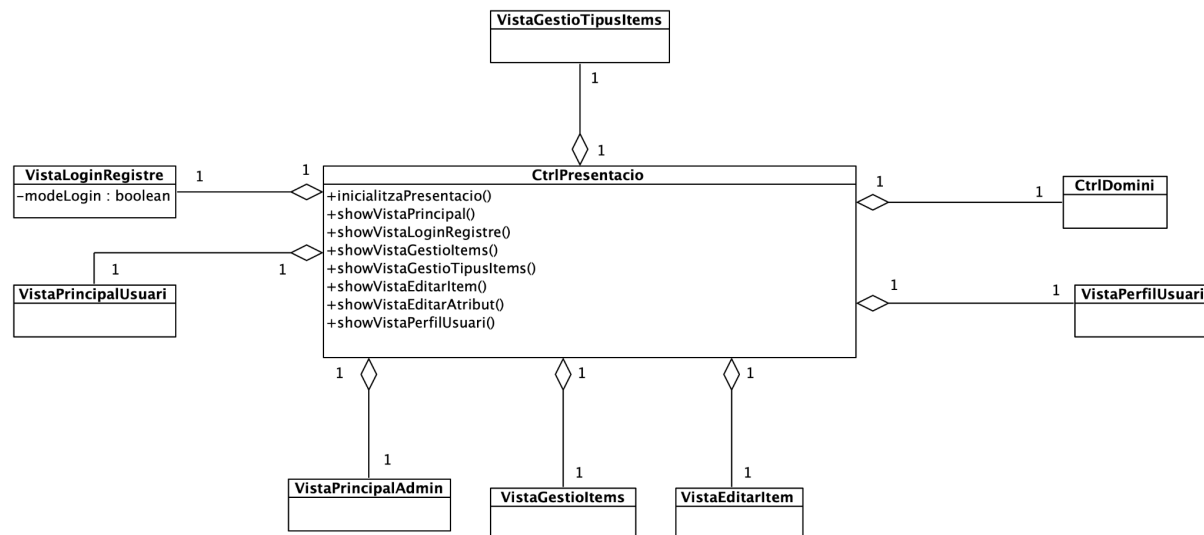 VistaGestioTipusItems
1
1
VistaLoginRegistre
-modeLogin : boolean
1
1
CtrlPresentacio
+inicialitzaPresentacio()
+showVistaPrincipal()
+showVistaLoginRegistre()
+showVistaGestioItems()
+showVistaGestioTipusItems()
+showVistaEditarItem()
+showVistaEditarAtribut()
+showVistaPerfilUsuari()
1
1
CtrlDomini
1
1
VistaPrincipalUsuari
1
1
VistaPerfilUsuari
1
1
1
1
1
1
VistaPrincipalAdmin
VistaGestioItems
VistaEditarItem